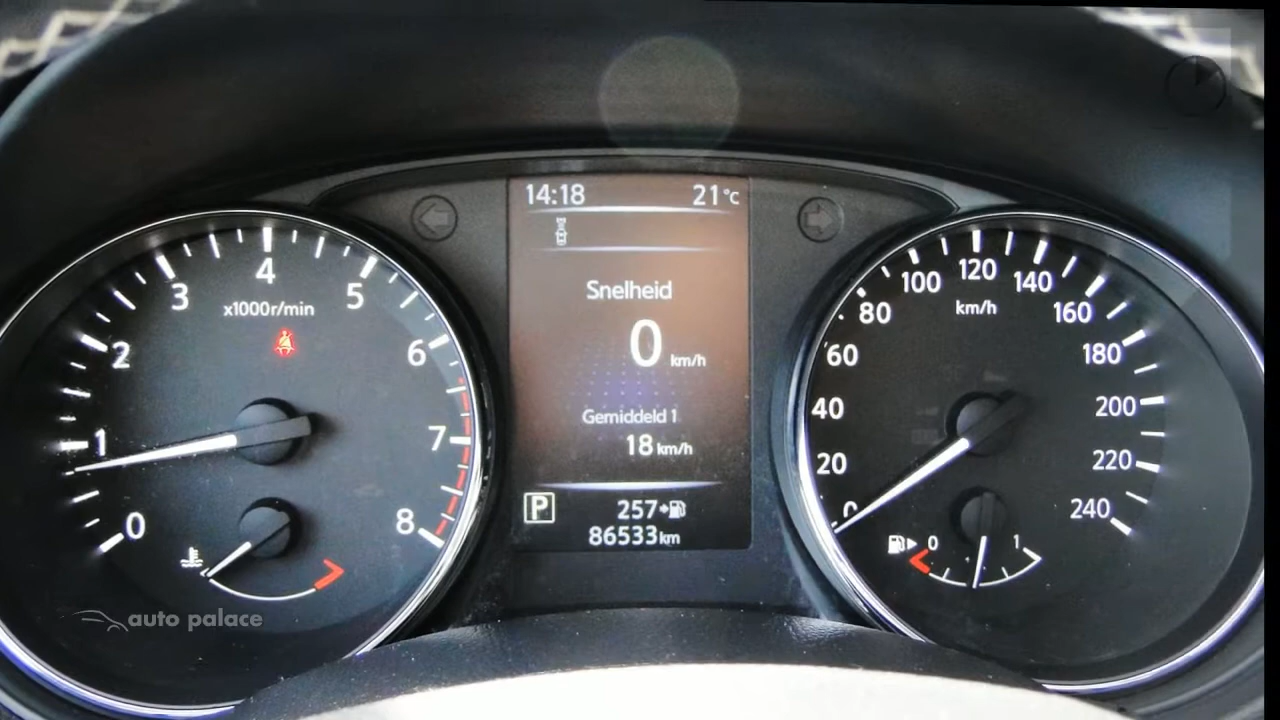 14:18 21°C
Snelheid
0 km/h
Gemiddeld 1
18 km/h
P 257
86533 km
0
1
2
3
4
5
6
7
8
x1000r/min
0
20
40
60
80
100
120
140
160
180
200
220
240
km/h
0 1
auto palace